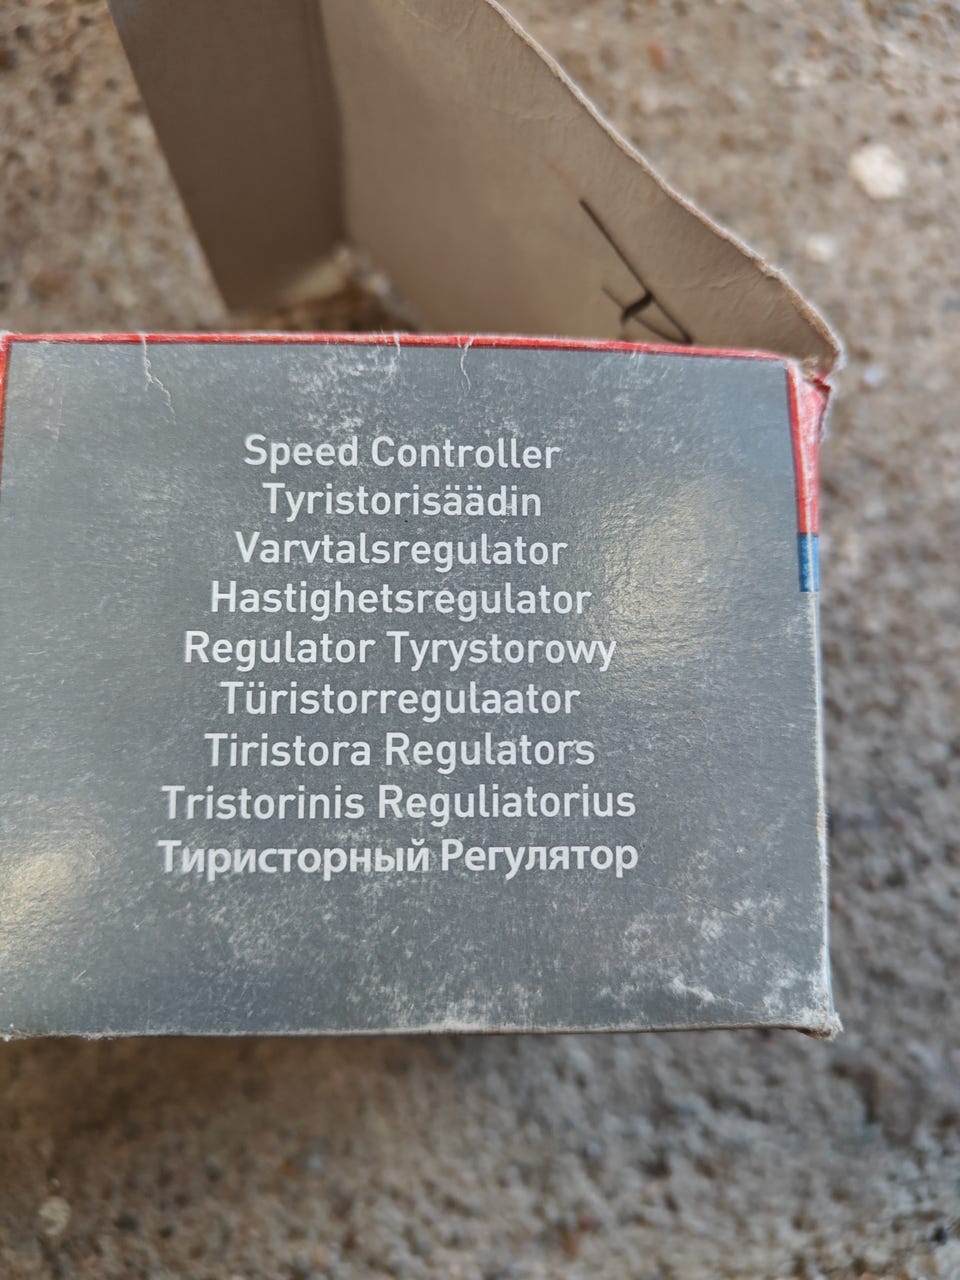 Speed Controller
Tyristorisäädin
Varvtalsregulator
Hastighetsregulator
Regulator Tyrystorowy
Türistorregulaator
Tiristora Regulators
Tristorinis Reguliatorius
Тиристорный Регулятор